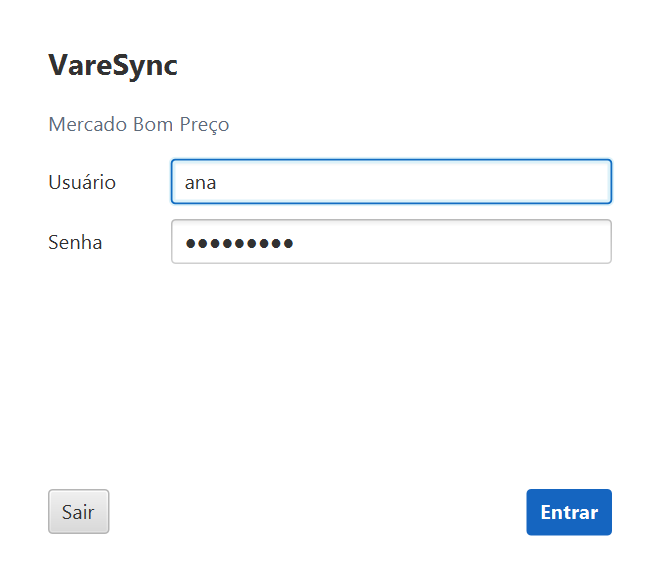 VareSync
Mercado Bom Preço
Usuário
ana
Senha
●●●●●●●●●
Sair
Entrar